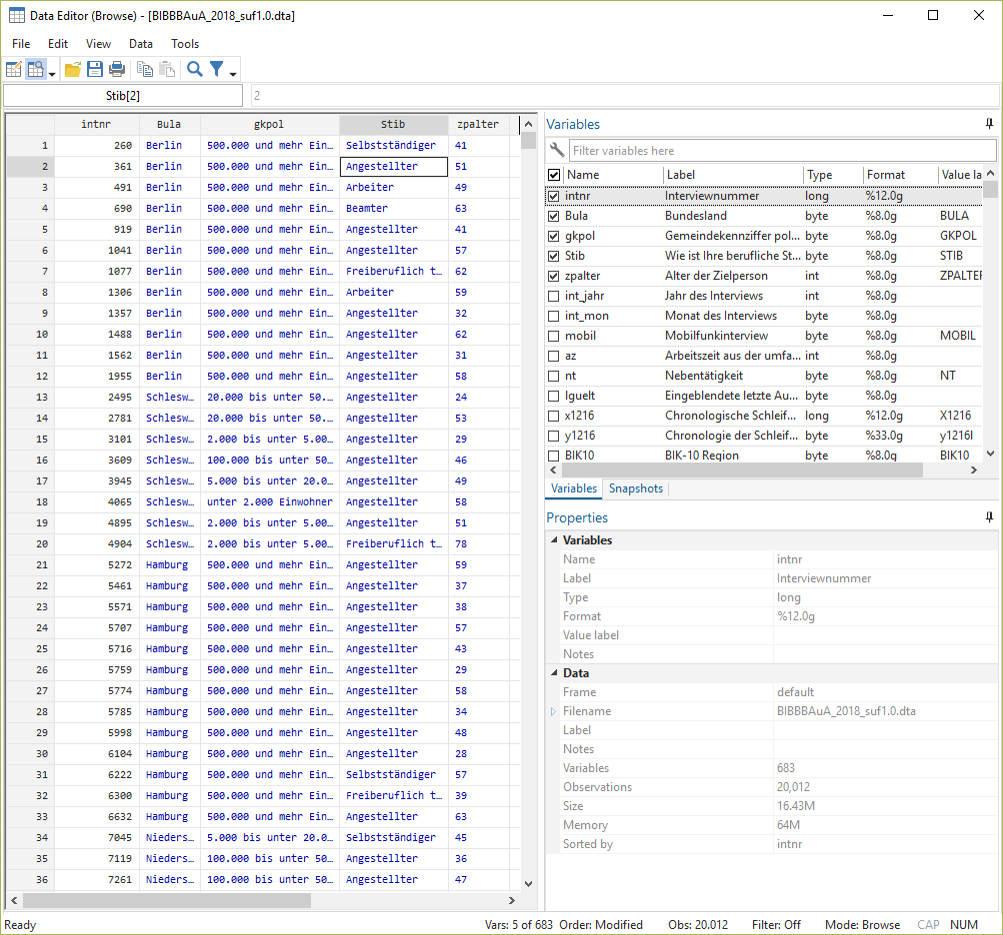 Data Editor (Browse) - [BIBBBAuA_2018_suf1.0.dta]
File Edit View Data Tools
Stib[2] 2
intnr Bula gkpol Stib zpalter
1 260 Berlin 500.000 und mehr Ein... Selbstständiger 41
2 361 Berlin 500.000 und mehr Ein... Angestellter 51
3 491 Berlin 500.000 und mehr Ein... Arbeiter 49
4 690 Berlin 500.000 und mehr Ein... Beamter 63
5 919 Berlin 500.000 und mehr Ein... Angestellter 41
6 1041 Berlin 500.000 und mehr Ein... Angestellter 57
7 1077 Berlin 500.000 und mehr Ein... Freiberuflich t... 62
8 1306 Berlin 500.000 und mehr Ein... Arbeiter 59
9 1357 Berlin 500.000 und mehr Ein... Angestellter 32
10 1488 Berlin 500.000 und mehr Ein... Angestellter 62
11 1562 Berlin 500.000 und mehr Ein... Angestellter 31
12 1955 Berlin 500.000 und mehr Ein... Angestellter 58
13 2495 Schlesw... 20.000 bis unter 50.... Angestellter 24
14 2781 Schlesw... 20.000 bis unter 50.... Angestellter 53
15 3101 Schlesw... 2.000 bis unter 5.00... Angestellter 29
16 3609 Schlesw... 100.000 bis unter 50... Angestellter 46
17 3945 Schlesw... 5.000 bis unter 20.0... Angestellter 49
18 4065 Schlesw... unter 2.000 Einwohner Angestellter 58
19 4895 Schlesw... 2.000 bis unter 5.00... Angestellter 51
20 4904 Schlesw... 2.000 bis unter 5.00... Freiberuflich t... 78
21 5272 Hamburg 500.000 und mehr Ein... Angestellter 59
22 5461 Hamburg 500.000 und mehr Ein... Angestellter 37
23 5571 Hamburg 500.000 und mehr Ein... Angestellter 38
24 5707 Hamburg 500.000 und mehr Ein... Angestellter 57
25 5716 Hamburg 500.000 und mehr Ein... Angestellter 43
26 5759 Hamburg 500.000 und mehr Ein... Angestellter 29
27 5774 Hamburg 500.000 und mehr Ein... Angestellter 58
28 5785 Hamburg 500.000 und mehr Ein... Angestellter 34
29 5998 Hamburg 500.000 und mehr Ein... Angestellter 48
30 6104 Hamburg 500.000 und mehr Ein... Angestellter 28
31 6222 Hamburg 500.000 und mehr Ein... Selbstständiger 57
32 6300 Hamburg 500.000 und mehr Ein... Freiberuflich t... 39
33 6632 Hamburg 500.000 und mehr Ein... Angestellter 63
34 7045 Nieders... 5.000 bis unter 20.0... Selbstständiger 45
35 7119 Nieders... 100.000 bis unter 50... Angestellter 36
36 7261 Nieders... 100.000 bis unter 50... Angestellter 47
Variables
Filter variables here
Name Label Type Format Value la
intnr Interviewnummer long %12.0g
Bula Bundesland byte %8.0g BULA
gkpol Gemeindekennziffer pol... byte %8.0g GKPOL
Stib Wie ist Ihre berufliche St... byte %8.0g STIB
zpalter Alter der Zielperson int %8.0g ZPALTER
int_jahr Jahr des Interviews int %8.0g
int_mon Monat des Interviews byte %8.0g
mobil Mobilfunkinterview byte %8.0g MOBIL
az Arbeitszeit aus der umfa... int %8.0g
nt Nebentätigkeit byte %8.0g NT
lguelt Eingeblendete letzte Au... byte %8.0g
x1216 Chronologische Schleif... long %12.0g X1216
y1216 Chronologie der Schleif... byte %33.0g y1216l
BIK10 BIK-10 Region byte %8.0g BIK10
Variables Snapshots
Properties
Variables
Name intnr
Label Interviewnummer
Type long
Format %12.0g
Value label
Notes
Data
Frame default
Filename BIBBBAuA_2018_suf1.0.dta
Label
Notes
Variables 683
Observations 20,012
Size 16.43M
Memory 64M
Sorted by intnr
Ready Vars: 5 of 683 Order: Modified Obs: 20.012 Filter: Off Mode: Browse CAP NUM